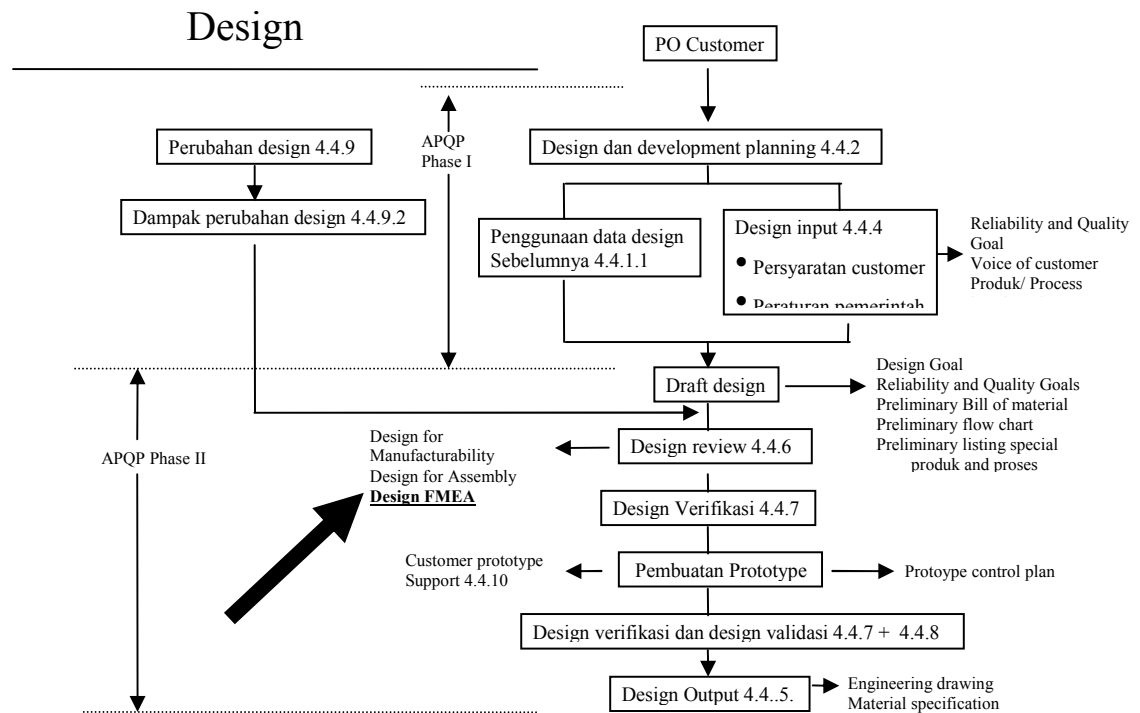 Design
PO Customer
APQP
Phase I
Perubahan design 4.4.9
Design dan development planning 4.4.2
Dampak perubahan design 4.4.9.2
Penggunaan data design
Sebelumnya 4.4.1.1
Design input 4.4.4
• Persyaratan customer
• Peraturan pemerintah
Reliability and Quality
Goal
Voice of customer
Produk/ Process
Draft design
Design Goal
Reliability and Quality Goals
Preliminary Bill of material
Preliminary flow chart
Preliminary listing special
produk and proses
APQP Phase II
Design for
Manufacturability
Design for Assembly
Design FMEA
Design review 4.4.6
Design Verifikasi 4.4.7
Customer prototype
Support 4.4.10
Pembuatan Prototype
Protoype control plan
Design verifikasi dan design validasi 4.4.7 + 4.4.8
Design Output 4.4..5.
Engineering drawing
Material specification